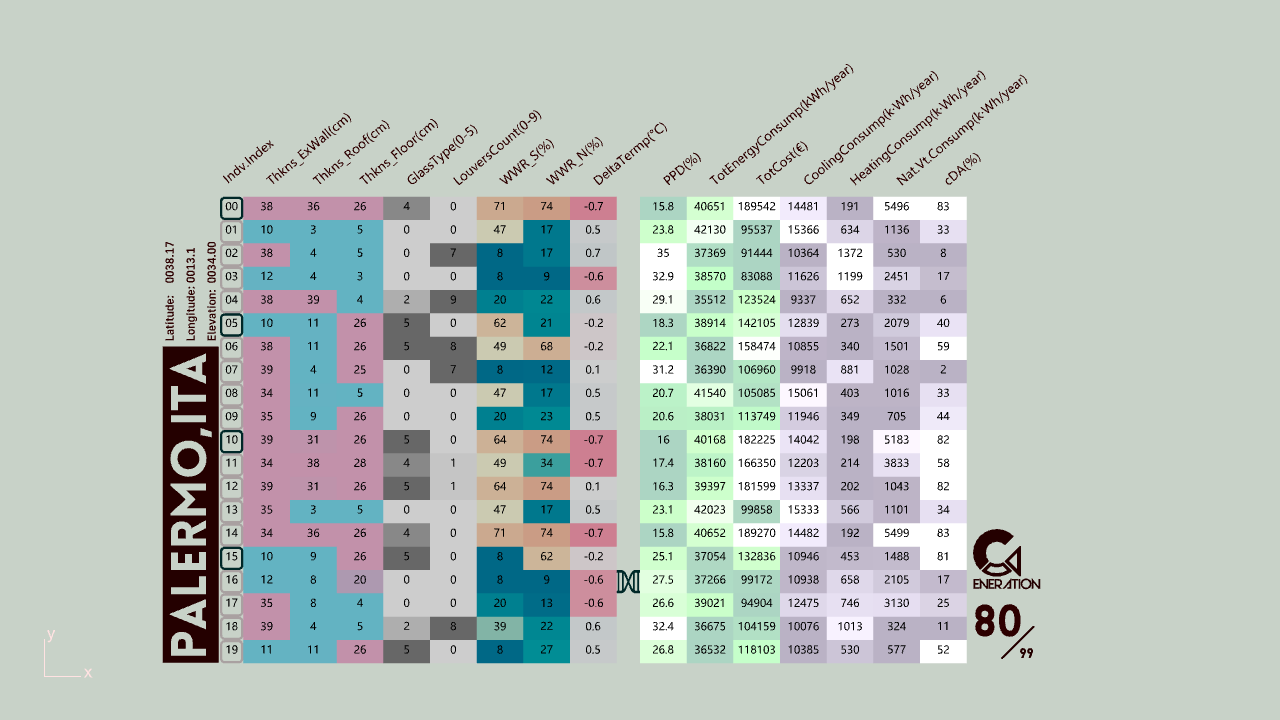 Indv.Index Thkns_ExWall(cm) Thkns_Roof(cm) Thkns_Floor(cm) GlassType(0-5) LouversCount(0-9) WWR_S(%) WWR_N(%) DeltaTermp(°C) PPD(%) TotEnergyConsump(kWh/year) TotCost(€) CoolingConsump(k·Wh/year) HeatingConsump(k·Wh/year) Nat.Vt.Consump(k·Wh/year) cDA(%)
00 38 36 26 4 0 71 74 -0.7 15.8 40651 189542 14481 191 5496 83
01 10 3 5 0 0 47 17 0.5 23.8 42130 95537 15366 634 1136 33
02 38 4 5 0 7 8 17 0.7 35 37369 91444 10364 1372 530 8
03 12 4 3 0 0 8 9 -0.6 32.9 38570 83088 11626 1199 2451 17
04 38 39 4 2 9 20 22 0.6 29.1 35512 123524 9337 652 332 6
05 10 11 26 5 0 62 21 -0.2 18.3 38914 142105 12839 273 2079 40
06 38 11 26 5 8 49 68 -0.2 22.1 36822 158474 10855 340 1501 59
07 39 4 25 0 7 8 12 0.1 31.2 36390 106960 9918 881 1028 2
08 34 11 5 0 0 47 17 0.5 20.7 41540 105085 15061 403 1016 33
09 35 9 26 0 0 20 23 0.5 20.6 38031 113749 11946 349 705 44
10 39 31 26 5 0 64 74 -0.7 16 40168 182225 14042 198 5183 82
11 34 38 28 4 1 49 34 -0.7 17.4 38160 166350 12203 214 3833 58
12 39 31 26 5 1 64 74 0.1 16.3 39397 181599 13337 202 1043 82
13 35 3 5 0 0 47 17 0.5 23.1 42023 99858 15333 566 1101 34
14 34 36 26 4 0 71 74 -0.7 15.8 40652 189270 14482 192 5499 83
15 10 9 26 5 0 8 62 -0.2 25.1 37054 132836 10946 453 1488 81
16 12 8 20 0 0 8 9 -0.6 27.5 37266 99172 10938 658 2105 17
17 35 8 4 0 0 20 13 -0.6 26.6 39021 94904 12475 746 3130 25
18 39 4 5 2 8 39 22 0.6 32.4 36675 104159 10076 1013 324 11
19 11 11 26 5 0 8 27 0.5 26.8 36532 118103 10385 530 577 52
Latitude: 0038.17
Longitude: 0013.1
Elevation: 0034.00
PALERMO,ITA
GENERATION
80/99
y
x